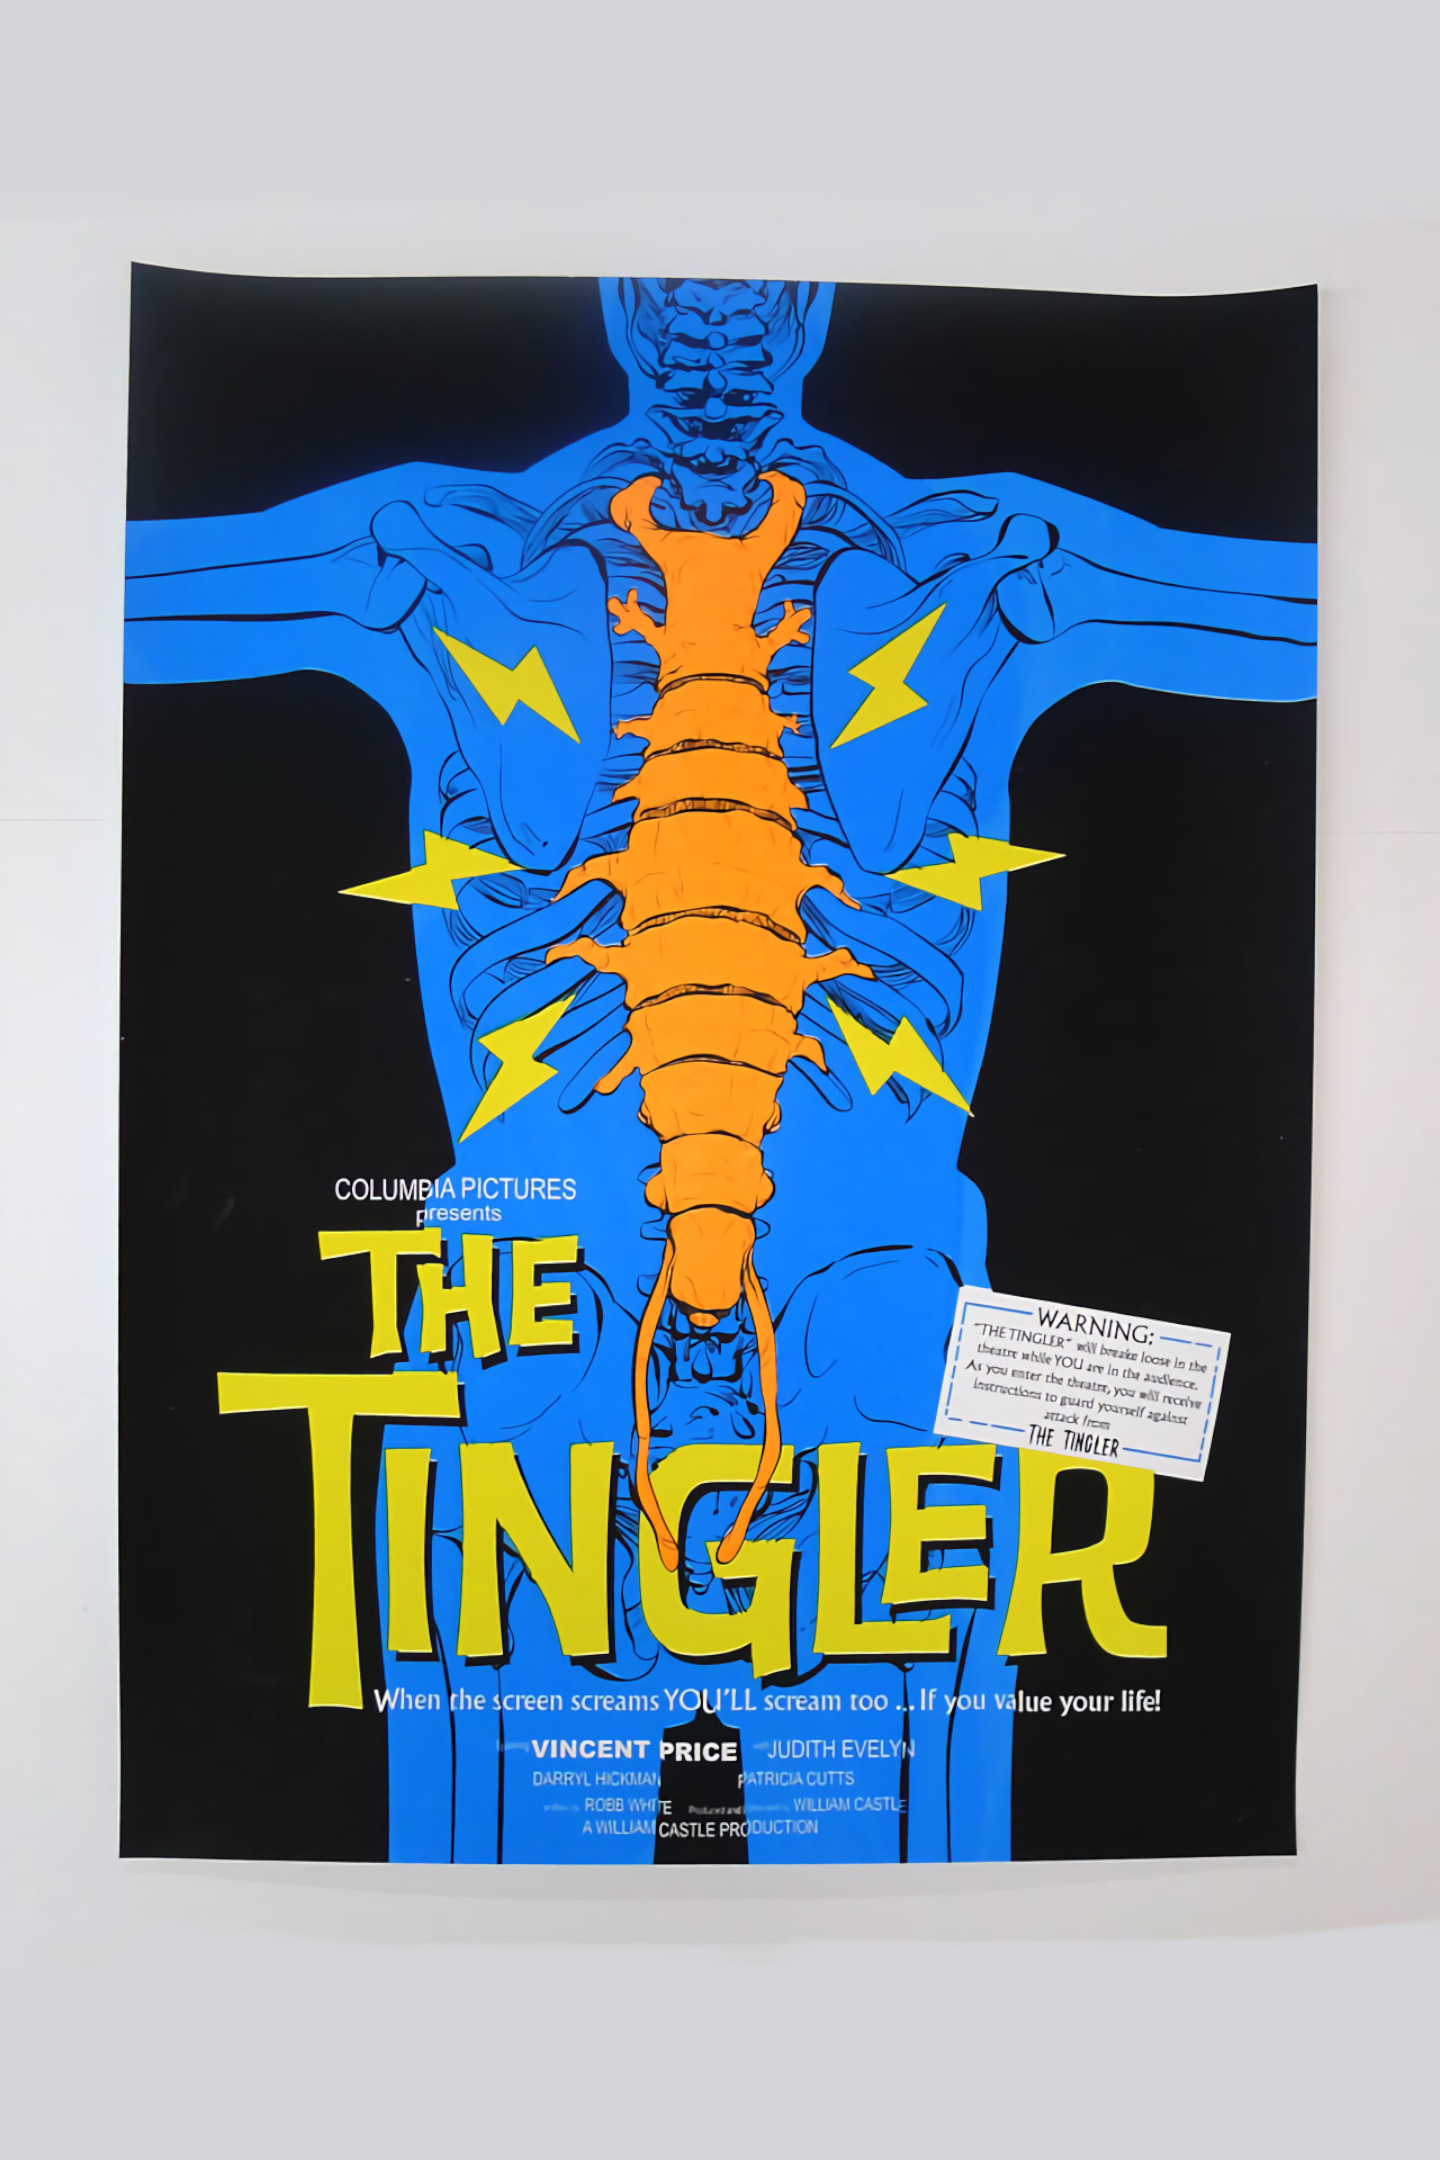 COLUMBIA PICTURES
presents
THE
TINGLER
WARNING:
"THE TINGLER" will breake loose in the
theatre while YOU are in the audience.
As you enter the theatre, you will receive
instructions to guard yourself against
attack from
THE TINGLER
When the screen screams YOU'LL scream too ... If you value your life!
VINCENT PRICE JUDITH EVELYN
DARRYL HICKMAN PATRICIA CUTTS
ROBB WHITE Produced and WILLIAM CASTLE
A WILLIAM CASTLE PRODUCTION